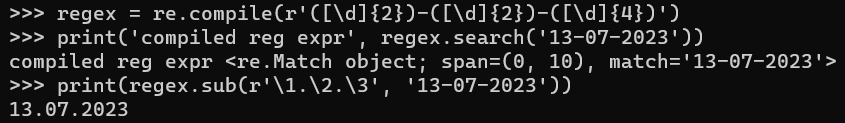 >>> regex = re.compile(r'([\d]{2})-([\d]{2})-([\d]{4})')
>>> print('compiled reg expr', regex.search('13-07-2023'))
compiled reg expr <re.Match object; span=(0, 10), match='13-07-2023'>
>>> print(regex.sub(r'\1.\2.\3', '13-07-2023'))
13.07.2023